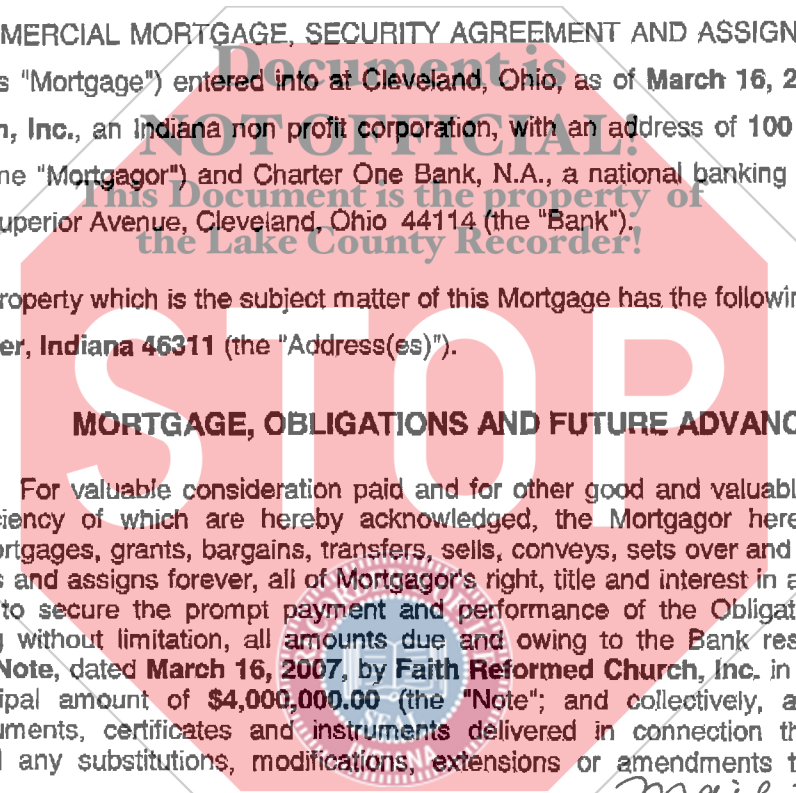 MERCIAL MORTGAGE, SECURITY AGREEMENT AND ASSIGN
s "Mortgage") entered into at Cleveland, Ohio, as of March 16, 2
n, Inc., an Indiana non profit corporation, with an address of 100
ne "Mortgagor") and Charter One Bank, N.A., a national banking
uperior Avenue, Cleveland, Ohio 44114 (the "Bank").
Document is
NOT OFFICIAL!
This Document is the property of
the Lake County Recorder!
roperty which is the subject matter of this Mortgage has the followin
er, Indiana 46311 (the "Address(es)").
STOP
MORTGAGE, OBLIGATIONS AND FUTURE ADVANC
For valuable consideration paid and for other good and valuabl
ciency of which are hereby acknowledged, the Mortgagor here
ortgages, grants, bargains, transfers, sells, conveys, sets over and
s and assigns forever, all of Mortgagor's right, title and interest in a
to secure the prompt payment and performance of the Obligat
g without limitation, all amounts due and owing to the Bank res
Note, dated March 16, 2007, by Faith Reformed Church, Inc. in
ipal amount of $4,000,000.00 (the "Note"; and collectively, a
uments, certificates and instruments delivered in connection th
d any substitutions, modifications, extensions or amendments t
SEAL
INDIANA